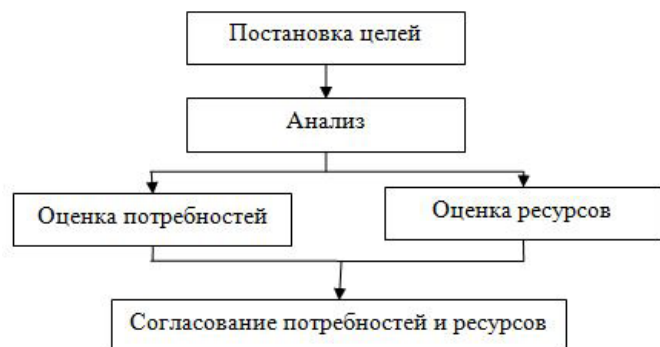 Постановка целей
Анализ
Оценка потребностей
Оценка ресурсов
Согласование потребностей и ресурсов